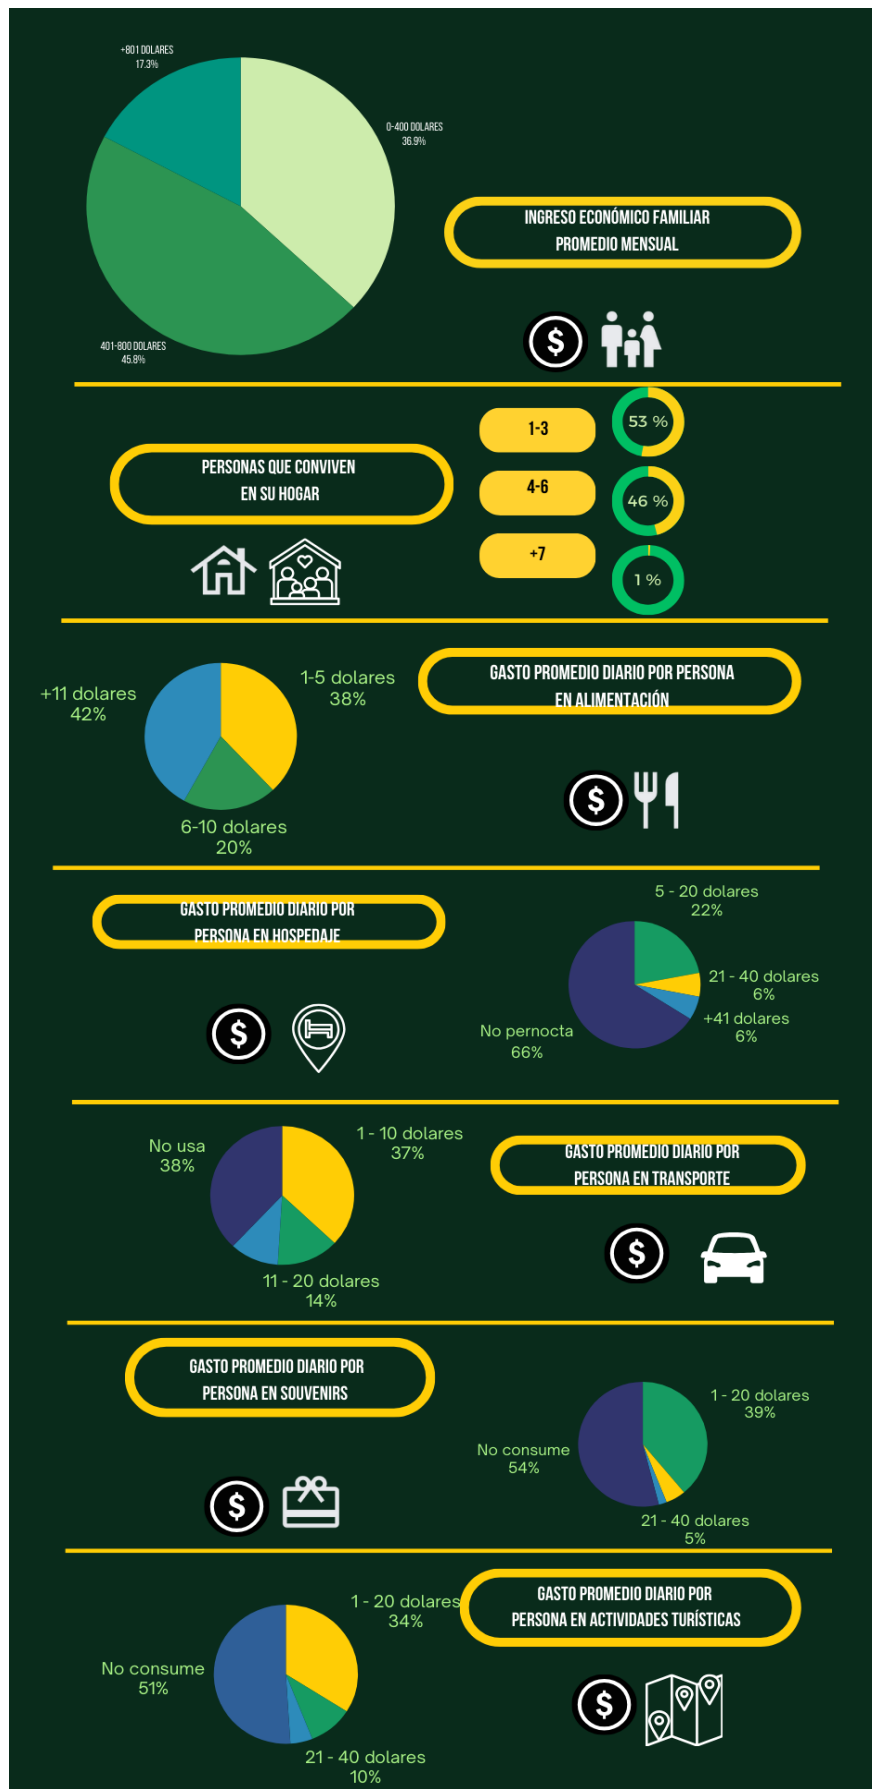 +801 DOLARES
17.3%
0-400 DOLARES
36.9%
401-800 DOLARES
45.8%
INGRESO ECONÓMICO FAMILIAR
PROMEDIO MENSUAL
$
PERSONAS QUE CONVIVEN
EN SU HOGAR
1-3
53 %
4-6
46 %
+7
1 %
+11 dolares
42%
1-5 dolares
38%
6-10 dolares
20%
GASTO PROMEDIO DIARIO POR PERSONA
EN ALIMENTACIÓN
$
GASTO PROMEDIO DIARIO POR
PERSONA EN HOSPEDAJE
$
5 - 20 dolares
22%
21 - 40 dolares
6%
+41 dolares
6%
No pernocta
66%
No usa
38%
1 - 10 dolares
37%
11 - 20 dolares
14%
GASTO PROMEDIO DIARIO POR
PERSONA EN TRANSPORTE
$
GASTO PROMEDIO DIARIO POR
PERSONA EN SOUVENIRS
$
1 - 20 dolares
39%
No consume
54%
21 - 40 dolares
5%
1 - 20 dolares
34%
No consume
51%
21 - 40 dolares
10%
GASTO PROMEDIO DIARIO POR
PERSONA EN ACTIVIDADES TURÍSTICAS
$